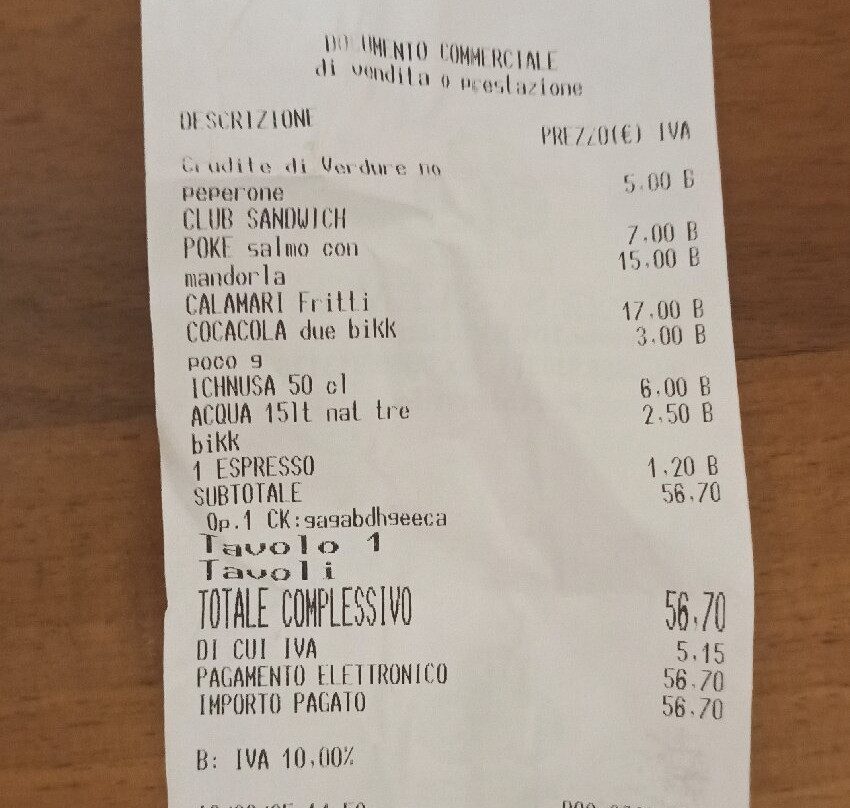 DOCUMENTO COMMERCIALE
di vendita o prestazione
DESCRIZIONE PREZZO(€) IVA
Crudite di Verdure no
peperone 5,00 B
CLUB SANDWICH 7,00 B
POKE salmo con 15,00 B
mandorla
CALAMARI Fritti 17,00 B
COCACOLA due bikk 3,00 B
poco g
ICHNUSA 50 cl 6,00 B
ACQUA 15lt nat tre 2,50 B
bikk
1 ESPRESSO 1,20 B
SUBTOTALE 56,70
Op.1 CK:gagabdhgeeca
Tavolo 1
Tavoli
TOTALE COMPLESSIVO 56,70
DI CUI IVA 5,15
PAGAMENTO ELETTRONICO 56,70
IMPORTO PAGATO 56,70
B: IVA 10,00%